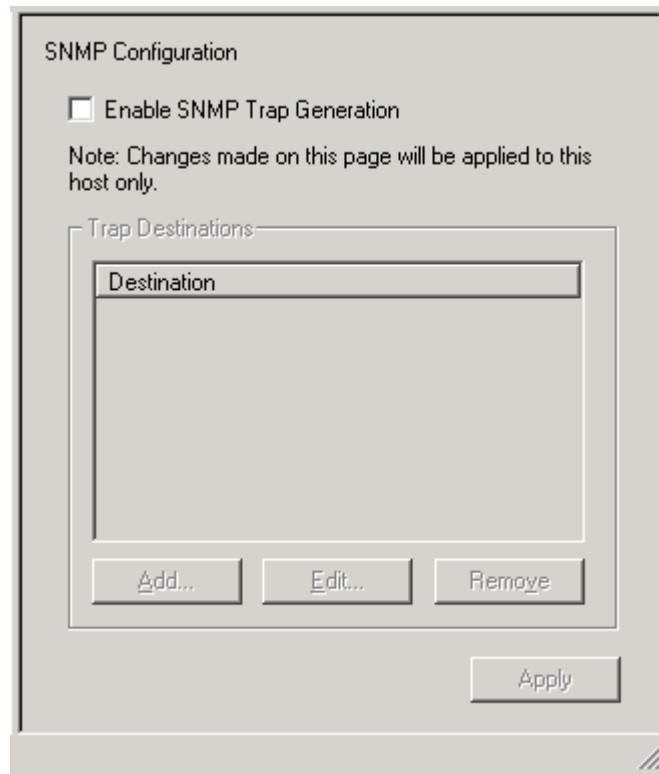 SNMP Configuration
Enable SNMP Trap Generation
Note: Changes made on this page will be applied to this
host only.
Trap Destinations
Destination
Add...
Edit...
Remove
Apply